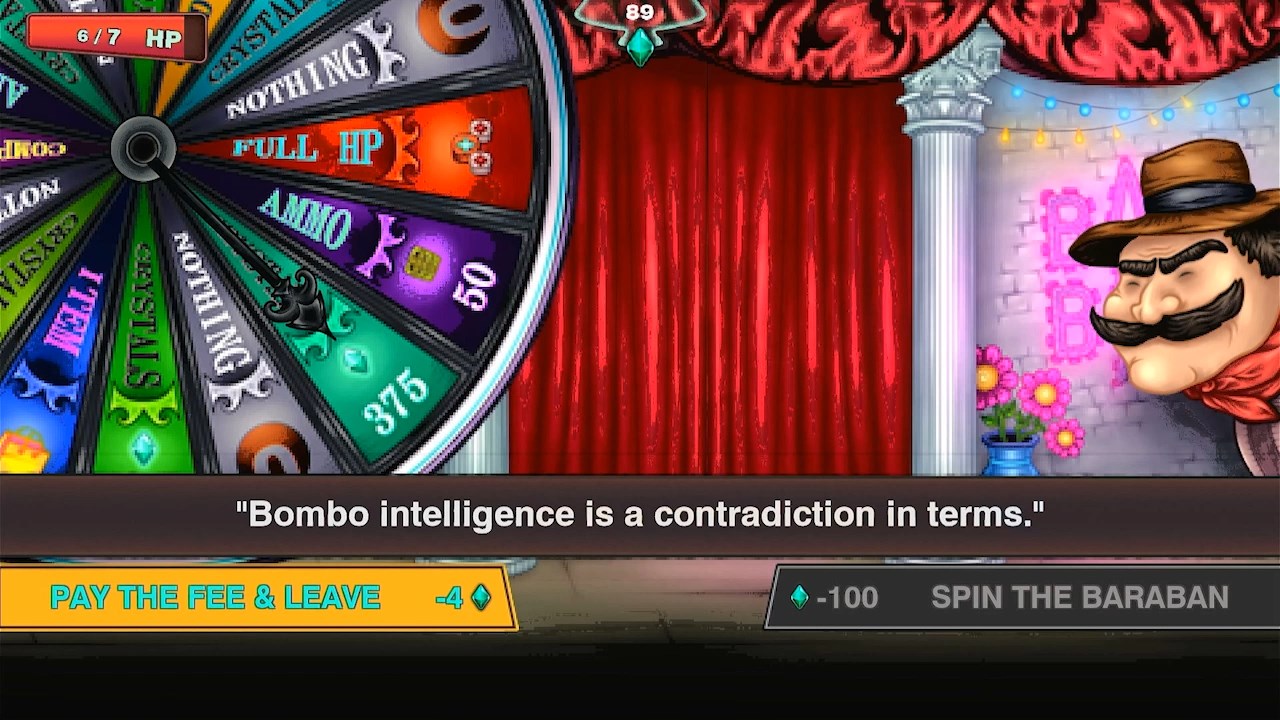 6/7 HP
89
CRYSTALS
NOTHING
FULL HP
AMMO
50
375
NOTHING
CRYSTALS
ITEM
"Bombo intelligence is a contradiction in terms."
PAY THE FEE & LEAVE -4
-100 SPIN THE BARABAN